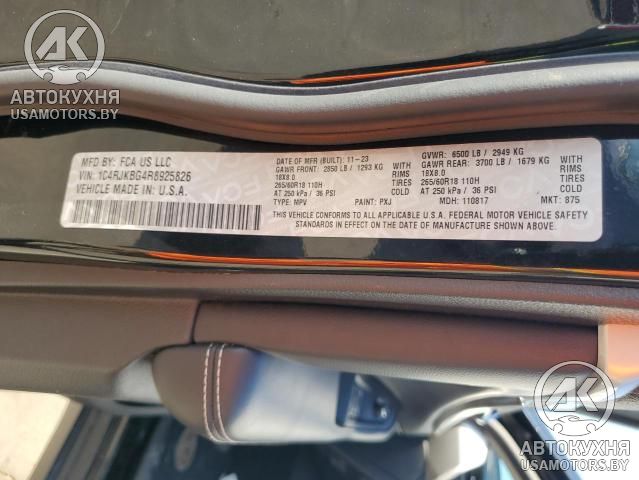 АК
АВТОКУХНЯ
USAMOTORS.BY
MFD BY: FCA US LLC
VIN: 1C4RJKBG4R8925826
VEHICLE MADE IN U.S.A.
DATE OF MFR (BUILT): 11-23
GAWR FRONT: 2850 LB / 1293 KG
18X8.0 RIMS
265/60R18 110H TIRES
AT 250 kPa / 36 PSI COLD
TYPE: MPV PAINT: PXJ
GVWR: 6500 LB / 2949 KG
GAWR REAR: 3700 LB / 1679 KG
18X8.0 RIMS
265/60R18 110H TIRES
AT 250 kPa / 36 PSI COLD
MDH: 110817 MKT: 875
THIS VEHICLE CONFORMS TO ALL APPLICABLE U.S.A. FEDERAL MOTOR VEHICLE SAFETY
STANDARDS IN EFFECT ON THE DATE OF MANUFACTURE SHOWN ABOVE.
АК
АВТОКУХНЯ
USAMOTORS.BY